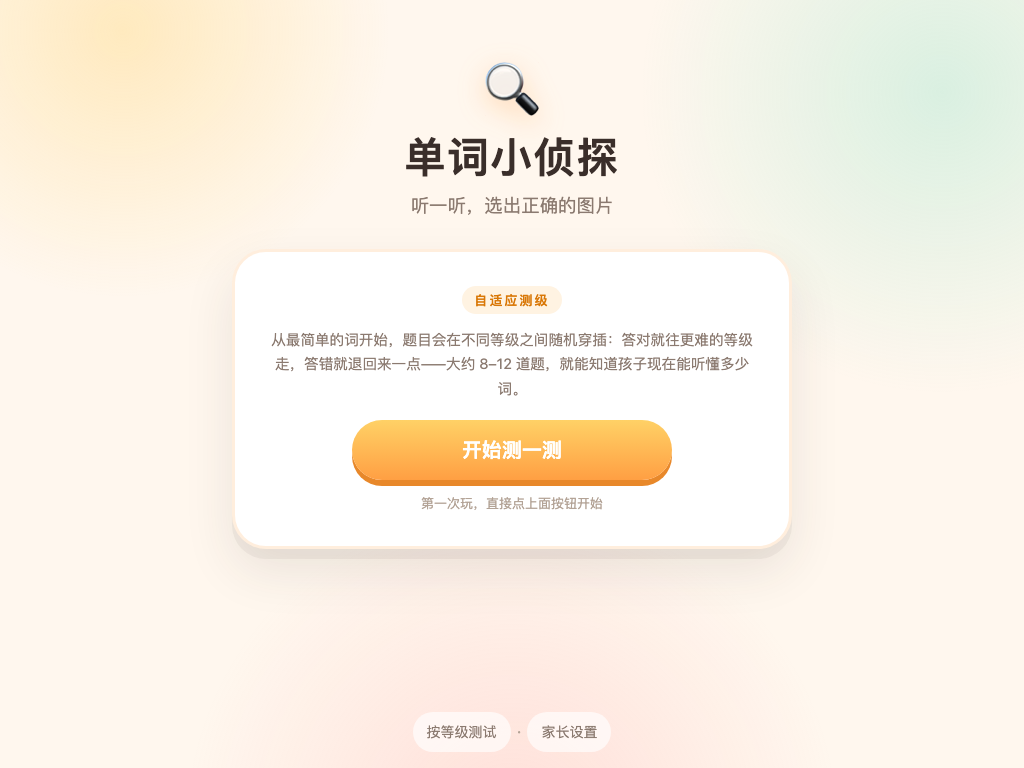 单词小侦探
听一听，选出正确的图片
自适应测级
从最简单的词开始，题目会在不同等级之间随机穿插：答对就往更难的等级
走，答错就退回来一点——大约 8–12 道题，就能知道孩子现在能听懂多少
词。
开始测一测
第一次玩，直接点上面按钮开始
按等级测试 · 家长设置